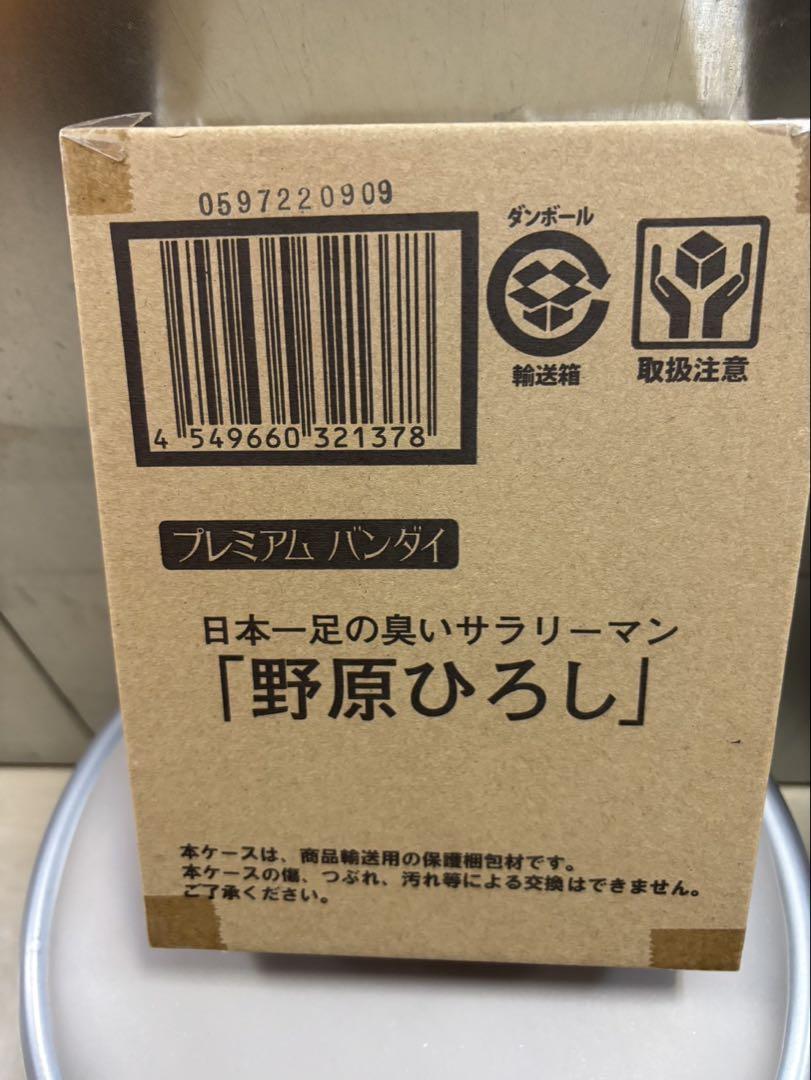 0597220909
4 549660 321378
ダンボール
輸送箱
取扱注意
プレミアム バンダイ
日本一足の臭いサラリーマン
「野原ひろし」
本ケースは、商品輸送用の保護梱包材です。
本ケースの傷、つぶれ、汚れ等による交換はできません。
ご了承ください。